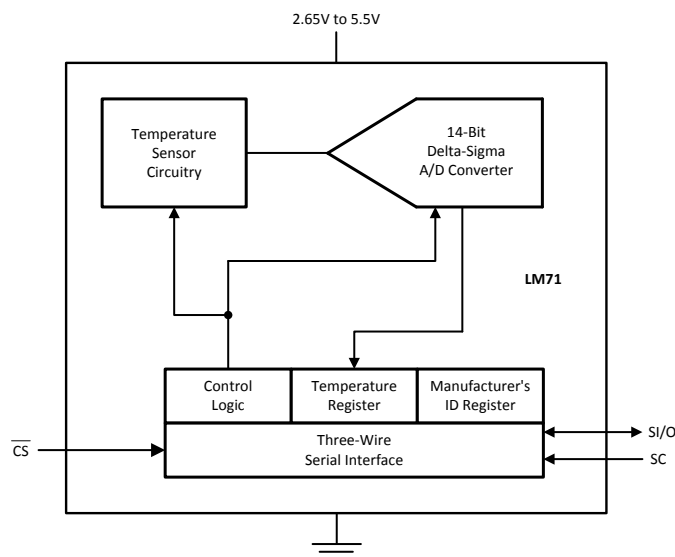 2.65V to 5.5V
Temperature
Sensor
Circuitry
14-Bit
Delta-Sigma
A/D Converter
LM71
Control
Logic
Temperature
Register
Manufacturer's
ID Register
Three-Wire
Serial Interface
CS
SI/O
SC